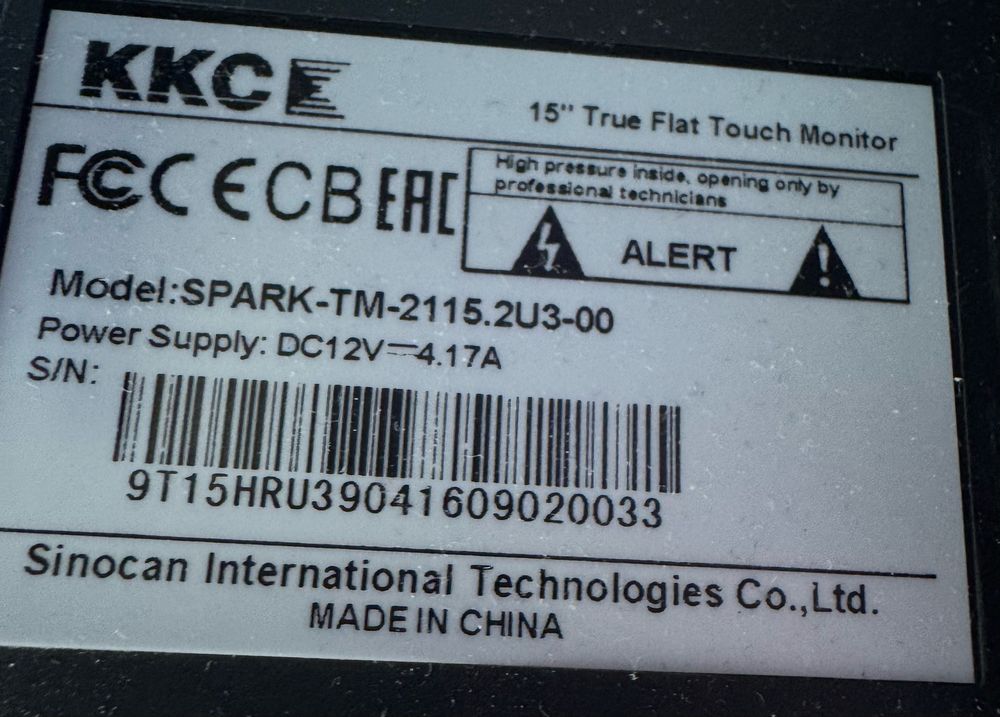 KKC
15" True Flat Touch Monitor
FCC CE CB EAC
High pressure inside, opening only by
professional technicians
ALERT
Model:SPARK-TM-2115.2U3-00
Power Supply: DC12V⎓4.17A
S/N:
9T15HRU39041609020033
Sinocan International Technologies Co.,Ltd.
MADE IN CHINA